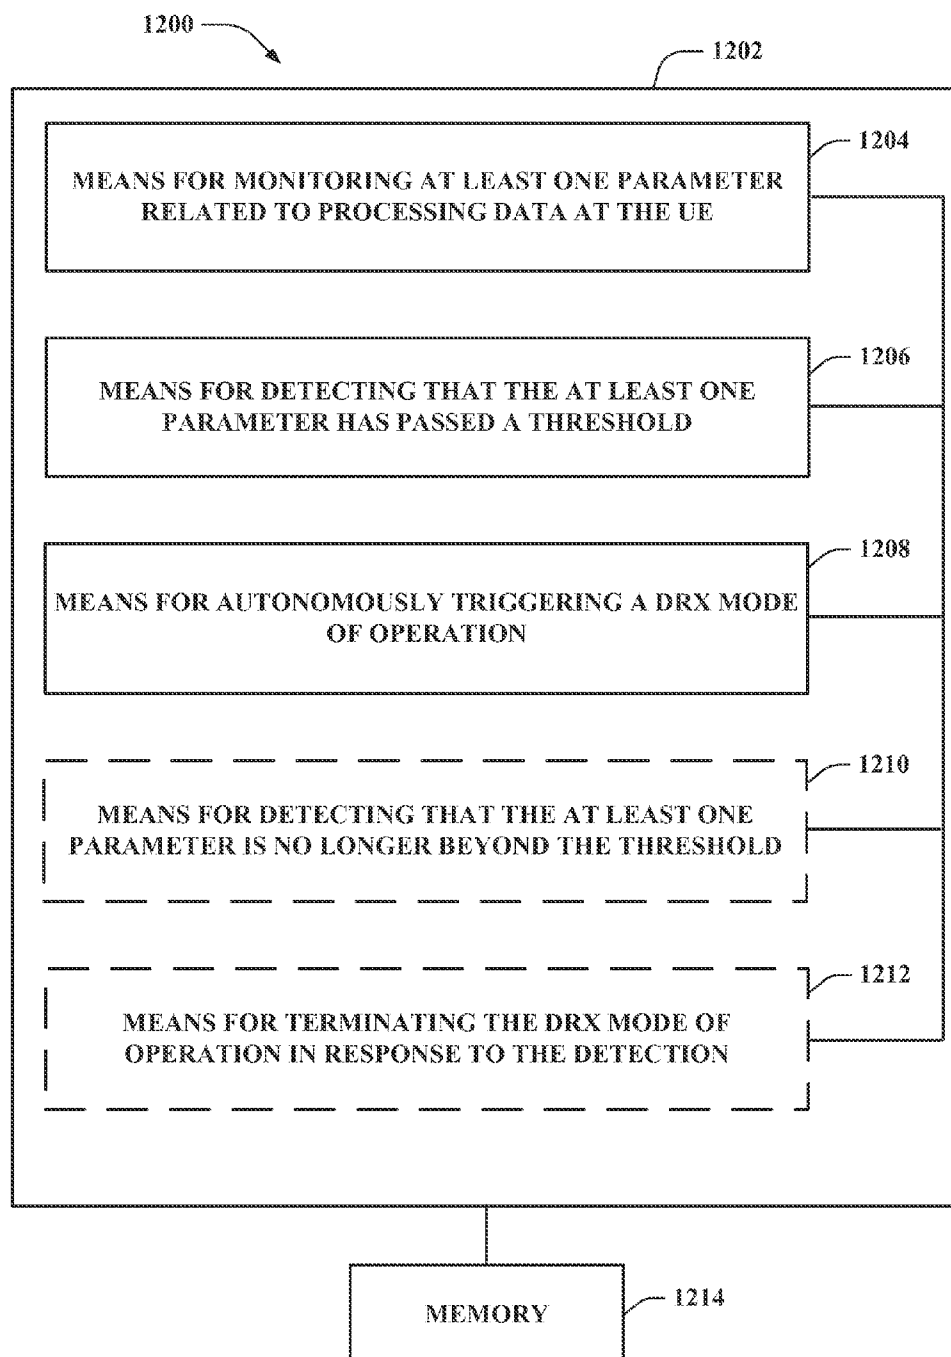 1200
1202
1204
MEANS FOR MONITORING AT LEAST ONE PARAMETER
RELATED TO PROCESSING DATA AT THE UE
1206
MEANS FOR DETECTING THAT THE AT LEAST ONE
PARAMETER HAS PASSED A THRESHOLD
1208
MEANS FOR AUTONOMOUSLY TRIGGERING A DRX MODE
OF OPERATION
1210
MEANS FOR DETECTING THAT THE AT LEAST ONE
PARAMETER IS NO LONGER BEYOND THE THRESHOLD
1212
MEANS FOR TERMINATING THE DRX MODE OF
OPERATION IN RESPONSE TO THE DETECTION
MEMORY
1214